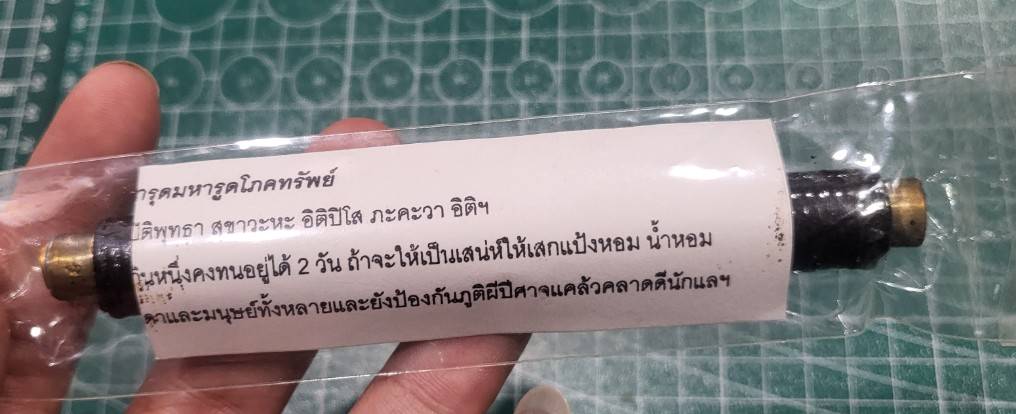 ารุดมหารูดโภคทรัพย์
ปัติพุทธา สขาวะหะ อิติปิโส ภะคะวา อิติฯ
วันหนึ่งคงทนอยู่ได้ 2 วัน ถ้าจะให้เป็นเสน่ห์ให้เสกแป้งหอม น้ำหอม
ดาและมนุษย์ทั้งหลายและยังป้องกันภูติผีปีศาจแคล้วคลาดดีนักแลฯ